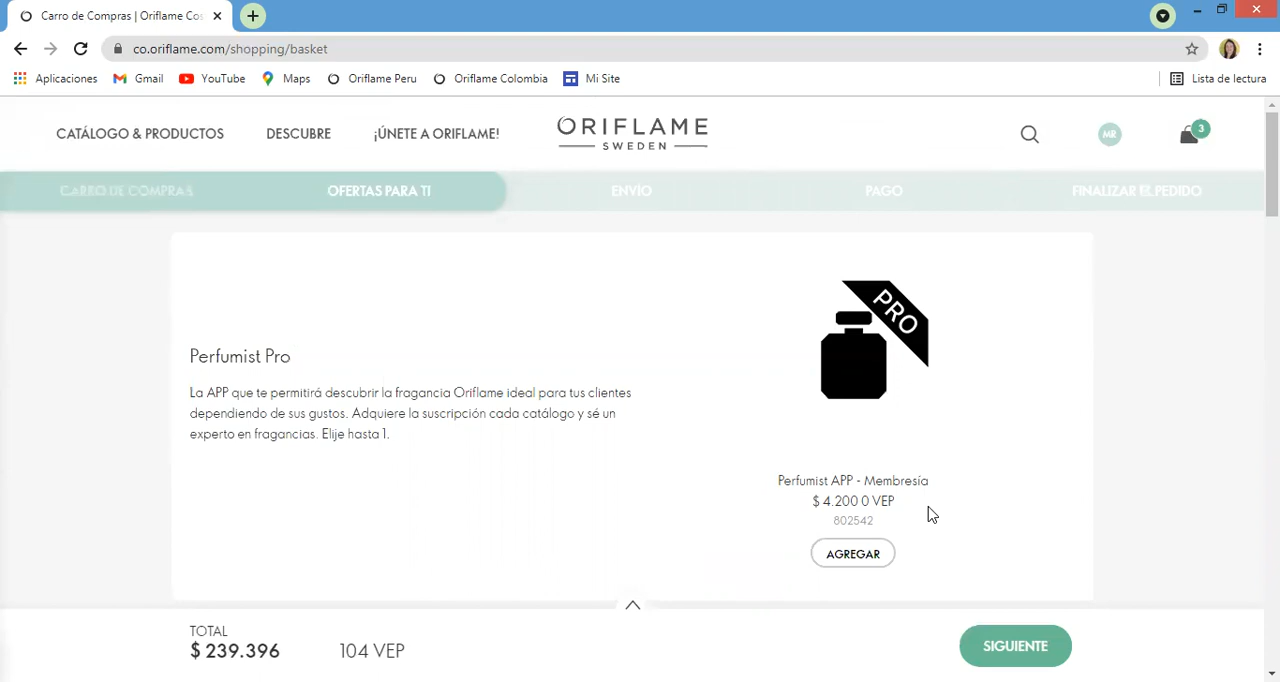 Carro de Compras | Oriflame Cos
co.oriflame.com/shopping/basket
Aplicaciones Gmail YouTube Maps Oriflame Peru Oriflame Colombia Mi Site Lista de lectura
CATÁLOGO & PRODUCTOS DESCUBRE ¡ÚNETE A ORIFLAME! ORIFLAME MR 3
SWEDEN
CARRO DE COMPRAS OFERTAS PARA TI ENVÍO PAGO FINALIZAR EL PEDIDO
PRO
Perfumist Pro
La APP que te permitirá descubrir la fragancia Oriflame ideal para tus clientes
dependiendo de sus gustos. Adquiere la suscripción cada catálogo y sé un
experto en fragancias. Elije hasta 1.
Perfumist APP - Membresía
$ 4.200 0 VEP
802542
AGREGAR
TOTAL
$ 239.396 104 VEP
SIGUIENTE